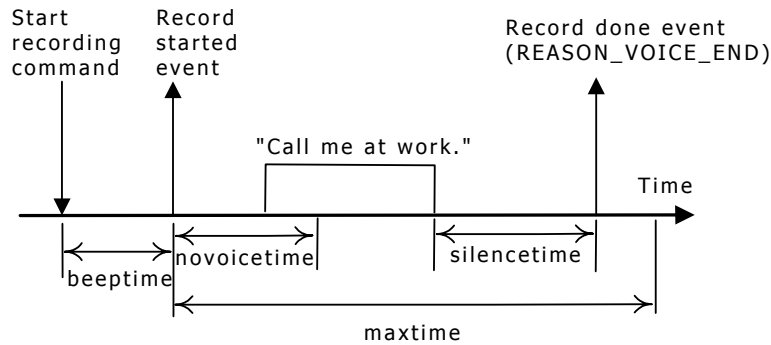 Start
recording
command
Record
started
event
Record done event
(REASON_VOICE_END)
"Call me at work."
Time
novoicetime
silencetime
beeptime
maxtime